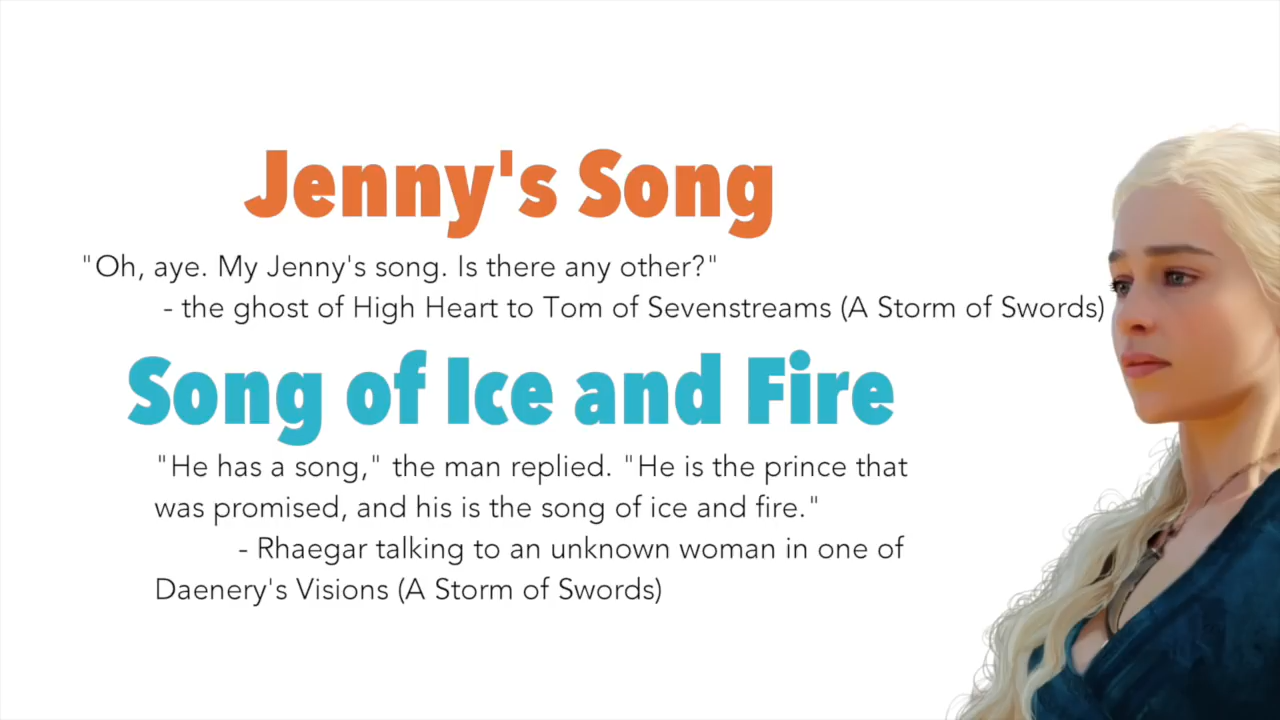 Jenny's Song
"Oh, aye. My Jenny's song. Is there any other?"
- the ghost of High Heart to Tom of Sevenstreams (A Storm of Swords)
Song of Ice and Fire
"He has a song," the man replied. "He is the prince that
was promised, and his is the song of ice and fire."
- Rhaegar talking to an unknown woman in one of
Daenery's Visions (A Storm of Swords)